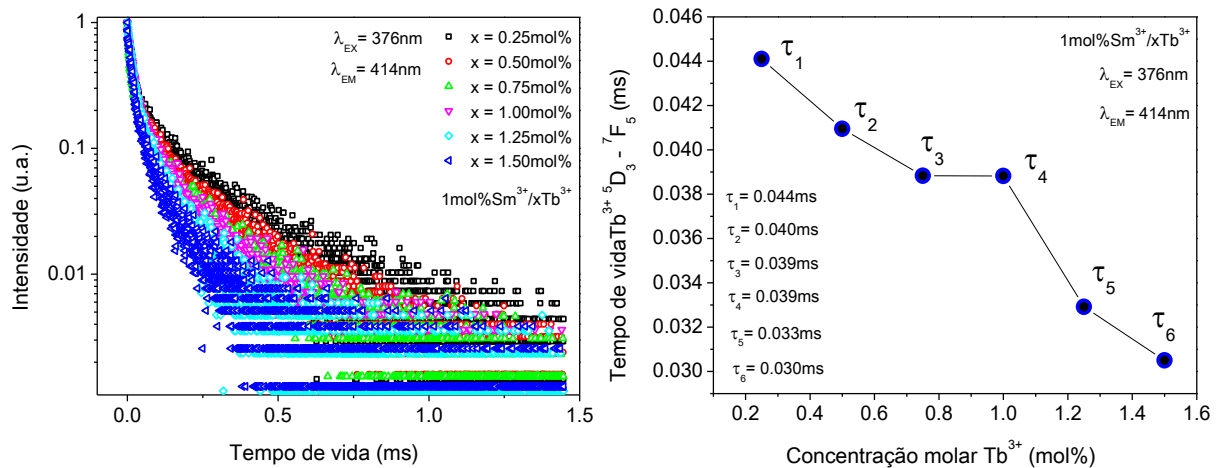 Intensidade (u.a.)
1
0.1
0.01
0.0
0.5
1.0
1.5
Tempo de vida (ms)
λEX = 376nm
λEM = 414nm
x = 0.25mol%
x = 0.50mol%
x = 0.75mol%
x = 1.00mol%
x = 1.25mol%
x = 1.50mol%
1mol%Sm³⁺/xTb³⁺
Tempo de vidaTb³⁺ ⁵D₃ - ⁷F₅ (ms)
0.046
0.044
0.042
0.040
0.038
0.036
0.034
0.032
0.030
0.2
0.4
0.6
0.8
1.0
1.2
1.4
1.6
Concentração molar Tb³⁺ (mol%)
1mol%Sm³⁺/xTb³⁺
λEX = 376nm
λEM = 414nm
τ₁
τ₂
τ₃
τ₄
τ₅
τ₆
τ₁ = 0.044ms
τ₂ = 0.040ms
τ₃ = 0.039ms
τ₄ = 0.039ms
τ₅ = 0.033ms
τ₆ = 0.030ms